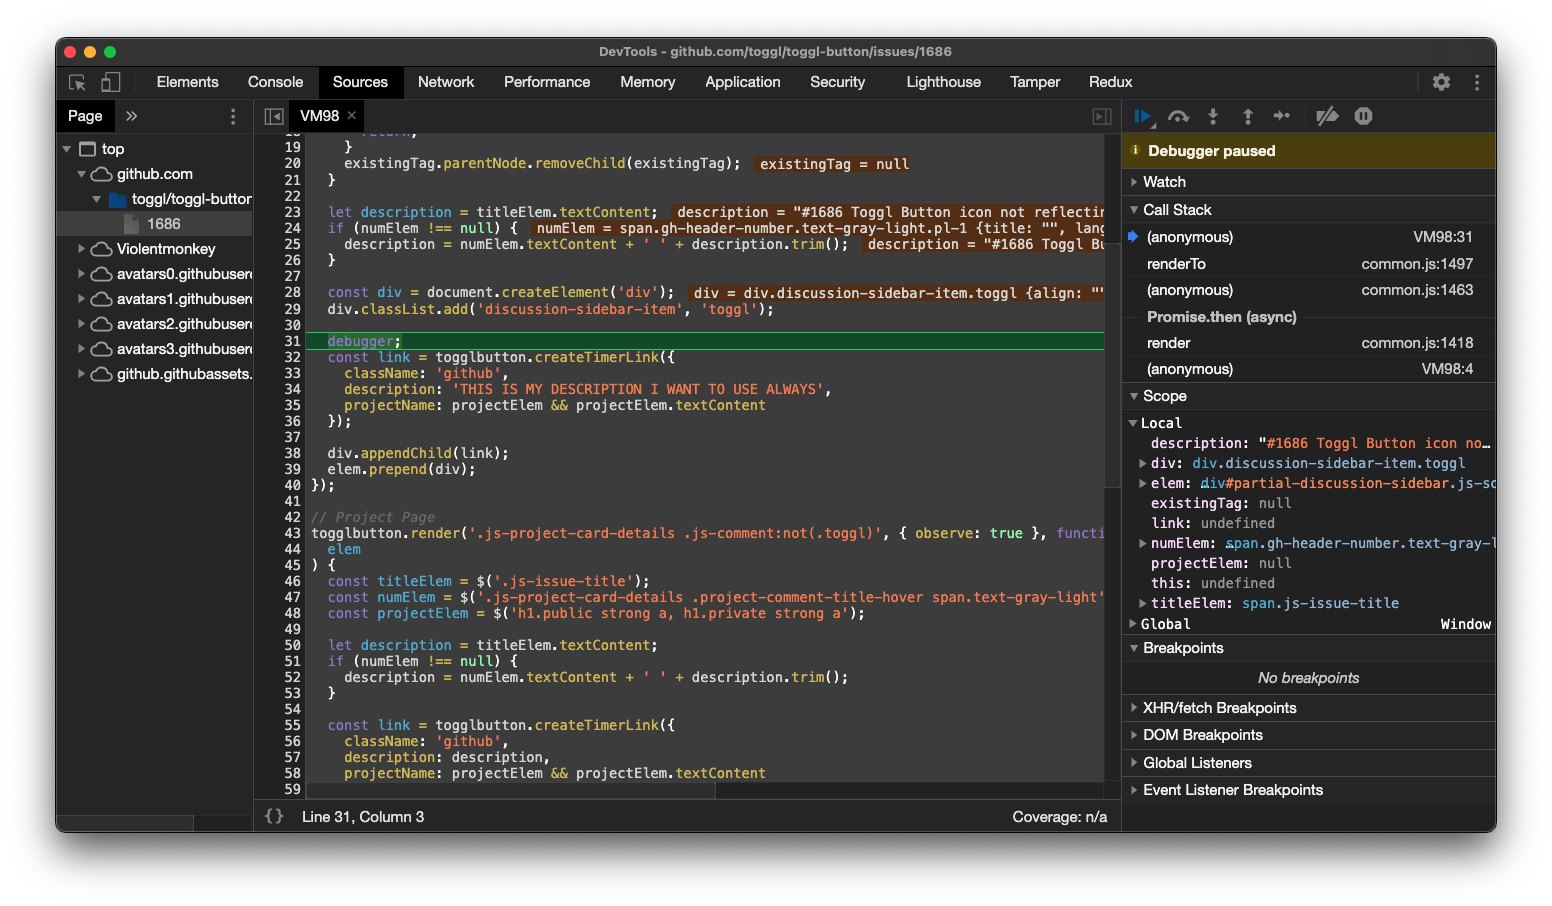 DevTools - github.com/toggl/toggl-button/issues/1686
Elements Console Sources Network Performance Memory Application Security Lighthouse Tamper Redux
Page »
VM98 ×
top
github.com
toggl/toggl-button
1686
Violentmonkey
avatars0.githubuserc
avatars1.githubuserc
avatars2.githubuserc
avatars3.githubuserc
github.githubassets.
18 return;
19 }
20 existingTag.parentNode.removeChild(existingTag); existingTag = null
21 }
22
23 let description = titleElem.textContent; description = "#1686 Toggl Button icon not reflectin
24 if (numElem !== null) { numElem = span.gh-header-number.text-gray-light.pl-1 {title: "", lang
25 description = numElem.textContent + ' ' + description.trim(); description = "#1686 Toggl Bu
26 }
27
28 const div = document.createElement('div'); div = div.discussion-sidebar-item.toggl {align: ""
29 div.classList.add('discussion-sidebar-item', 'toggl');
30
31 debugger;
32 const link = togglbutton.createTimerLink({
33 className: 'github',
34 description: 'THIS IS MY DESCRIPTION I WANT TO USE ALWAYS',
35 projectName: projectElem && projectElem.textContent
36 });
37
38 div.appendChild(link);
39 elem.prepend(div);
40 });
41
42 // Project Page
43 togglbutton.render('.js-project-card-details .js-comment:not(.toggl)', { observe: true }, functi
44 elem
45 ) {
46 const titleElem = $('.js-issue-title');
47 const numElem = $('.js-project-card-details .project-comment-title-hover span.text-gray-light'
48 const projectElem = $('h1.public strong a, h1.private strong a');
49
50 let description = titleElem.textContent;
51 if (numElem !== null) {
52 description = numElem.textContent + ' ' + description.trim();
53 }
54
55 const link = togglbutton.createTimerLink({
56 className: 'github',
57 description: description,
58 projectName: projectElem && projectElem.textContent
59
{} Line 31, Column 3
Coverage: n/a
Debugger paused
Watch
Call Stack
(anonymous) VM98:31
renderTo common.js:1497
(anonymous) common.js:1463
Promise.then (async)
render common.js:1418
(anonymous) VM98:4
Scope
Local
description: "#1686 Toggl Button icon no…
div: div.discussion-sidebar-item.toggl
elem: div#partial-discussion-sidebar.js-so
existingTag: null
link: undefined
numElem: span.gh-header-number.text-gray-l
projectElem: null
this: undefined
titleElem: span.js-issue-title
Global Window
Breakpoints
No breakpoints
XHR/fetch Breakpoints
DOM Breakpoints
Global Listeners
Event Listener Breakpoints